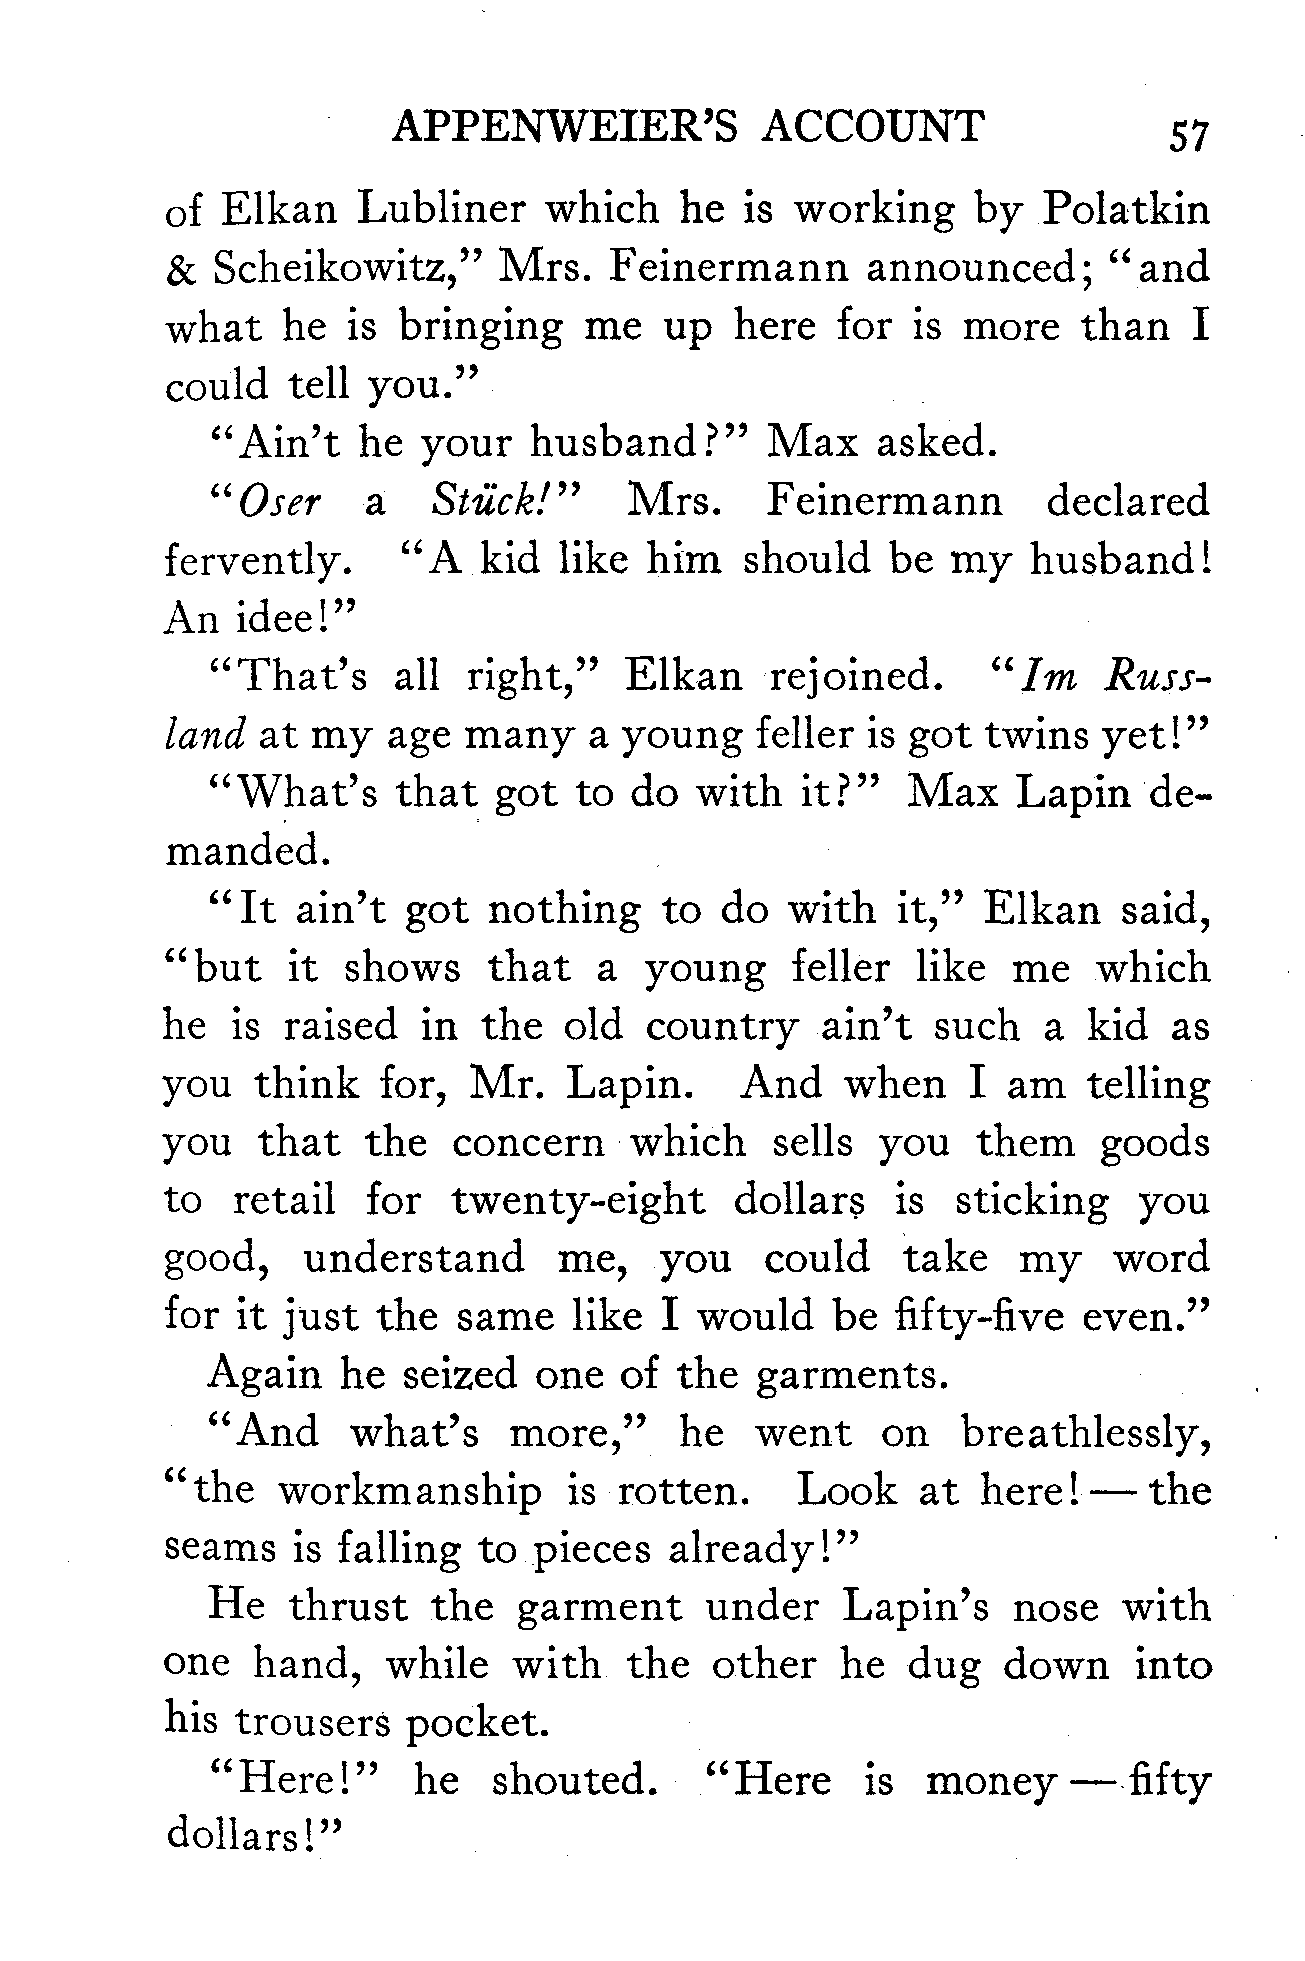 APPENWEIER'S ACCOUNT 57
of Elkan Lubliner which he is working by Polatkin
& Scheikowitz,” Mrs. Feinermann announced; “and
what he is bringing me up here for is more than I
could tell you.”
“Ain't he your husband?” Max asked.
“Oser a Stück!” Mrs. Feinermann declared
fervently. “A kid like him should be my husband!
An idee!”
“That's all right,” Elkan rejoined. “Im Russ-
land at my age many a young feller is got twins yet!”
“What's that got to do with it?” Max Lapin de-
manded.
“It ain't got nothing to do with it,” Elkan said,
“but it shows that a young feller like me which
he is raised in the old country ain't such a kid as
you think for, Mr. Lapin. And when I am telling
you that the concern which sells you them goods
to retail for twenty-eight dollars is sticking you
good, understand me, you could take my word
for it just the same like I would be fifty-five even.”
Again he seized one of the garments.
“And what's more,” he went on breathlessly,
“the workmanship is rotten. Look at here!—the
seams is falling to pieces already!”
He thrust the garment under Lapin's nose with
one hand, while with the other he dug down into
his trousers pocket.
“Here!” he shouted. “Here is money—fifty
dollars!”